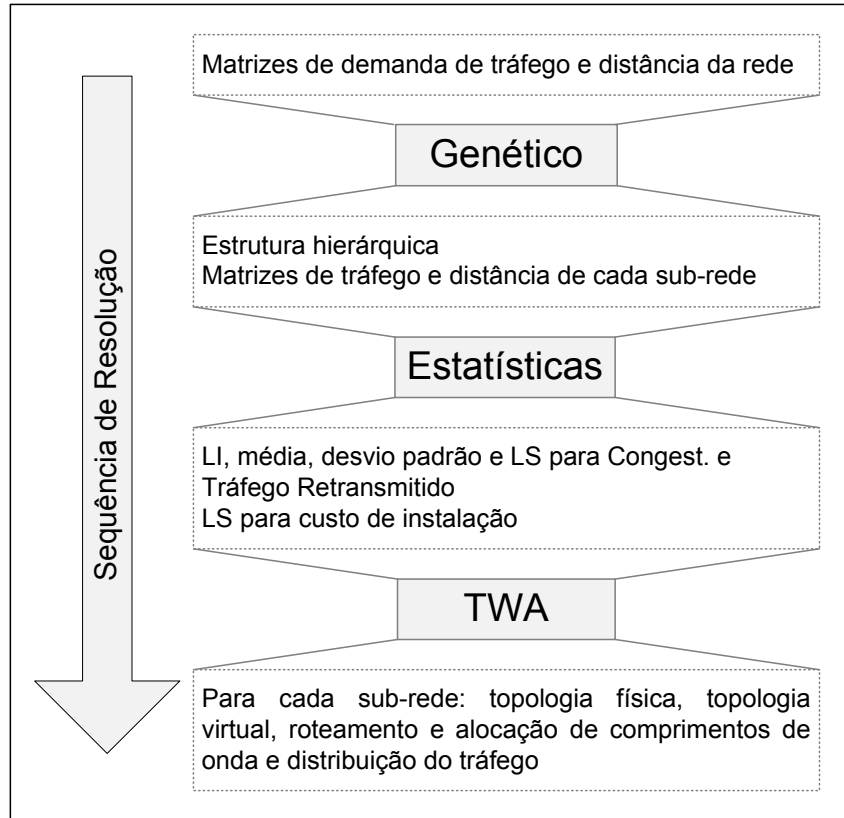 Matrizes de demanda de tráfego e distância da rede
Genético
Estrutura hierárquica
Matrizes de tráfego e distância de cada sub-rede
Estatísticas
LI, média, desvio padrão e LS para Congest. e
Tráfego Retransmitido
LS para custo de instalação
TWA
Para cada sub-rede: topologia física, topologia
virtual, roteamento e alocação de comprimentos de
onda e distribuição do tráfego
Sequência de Resolução